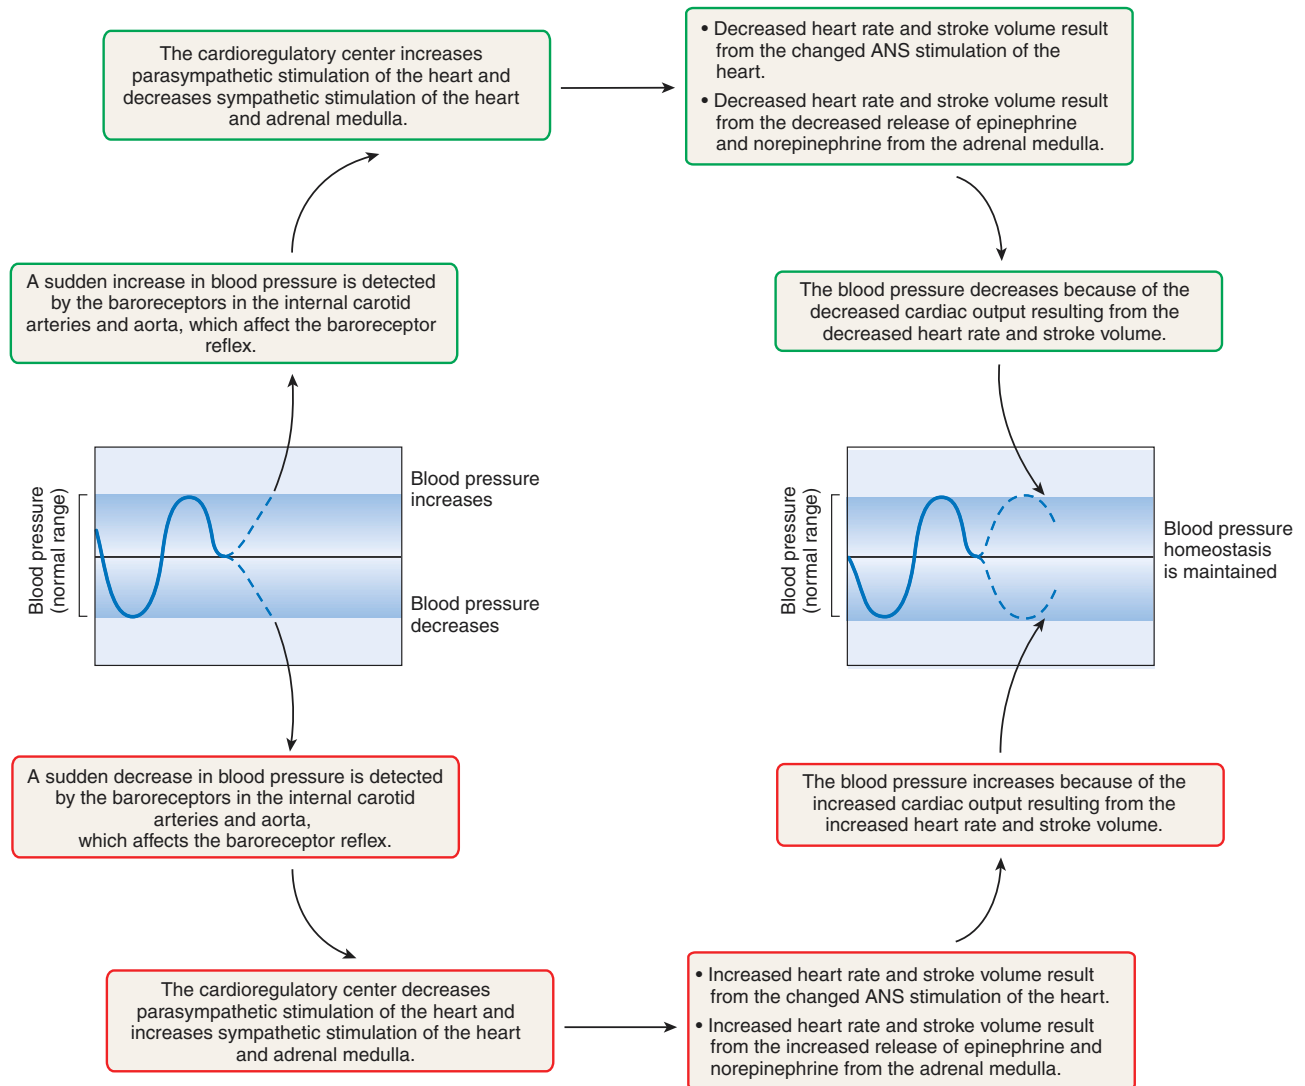 The cardioregulatory center increases
parasympathetic stimulation of the heart and
decreases sympathetic stimulation of the heart
and adrenal medulla.
• Decreased heart rate and stroke volume result
from the changed ANS stimulation of the
heart.
• Decreased heart rate and stroke volume result
from the decreased release of epinephrine
and norepinephrine from the adrenal medulla.
A sudden increase in blood pressure is detected
by the baroreceptors in the internal carotid
arteries and aorta, which affect the baroreceptor
reflex.
The blood pressure decreases because of the
decreased cardiac output resulting from the
decreased heart rate and stroke volume.
Blood pressure
(normal range)
Blood pressure
increases
Blood pressure
decreases
Blood pressure
(normal range)
Blood pressure
homeostasis
is maintained
A sudden decrease in blood pressure is detected
by the baroreceptors in the internal carotid
arteries and aorta,
which affects the baroreceptor reflex.
The blood pressure increases because of the
increased cardiac output resulting from the
increased heart rate and stroke volume.
The cardioregulatory center decreases
parasympathetic stimulation of the heart and
increases sympathetic stimulation of the heart
and adrenal medulla.
• Increased heart rate and stroke volume result
from the changed ANS stimulation of the heart.
• Increased heart rate and stroke volume result
from the increased release of epinephrine and
norepinephrine from the adrenal medulla.